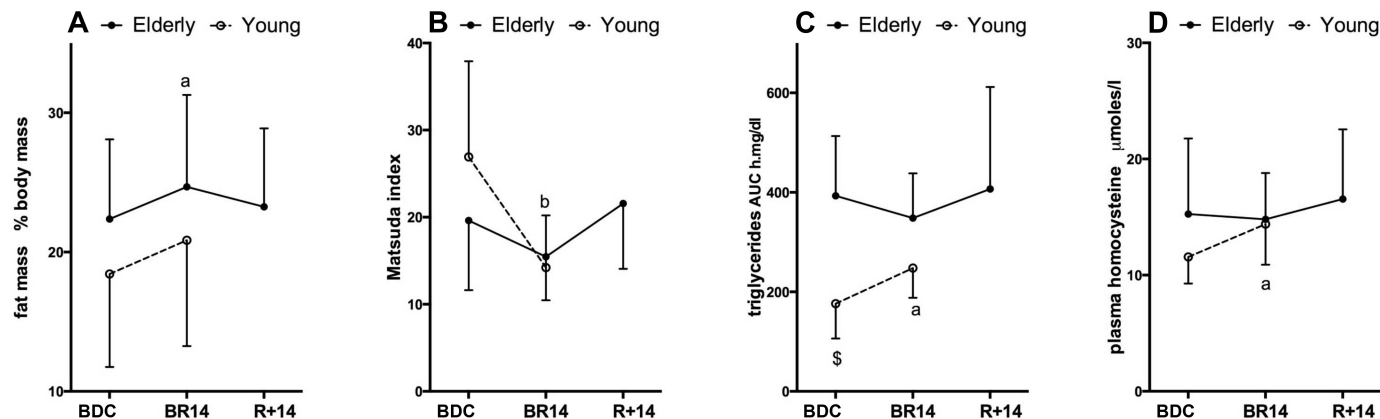 A Elderly Young
fat mass % body mass
30
20
10
a
BDC BR14 R+14
B Elderly Young
Matsuda index
40
30
20
10
0
b
BDC BR14 R+14
C Elderly Young
triglycerides AUC h.mg/dl
600
400
200
0
$
a
BDC BR14 R+14
D Elderly Young
plasma homocysteine μmoles/l
30
20
10
0
a
BDC BR14 R+14